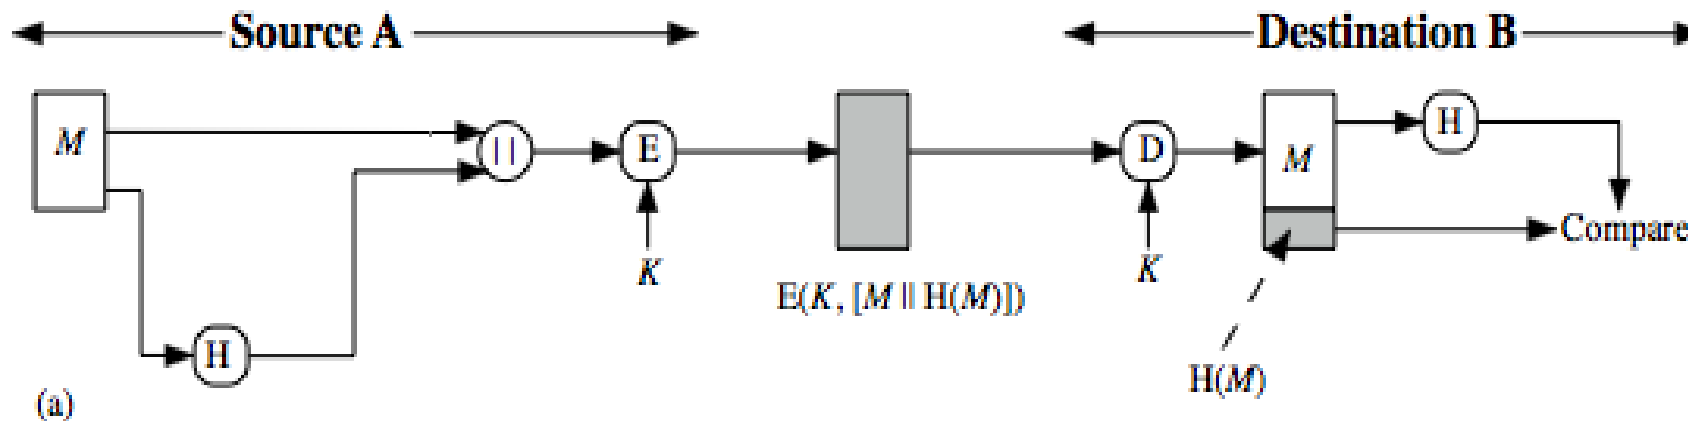 Source A Destination B
M || E D M H
K K Compare
E(K, [M || H(M)])
H
H(M)
(a)